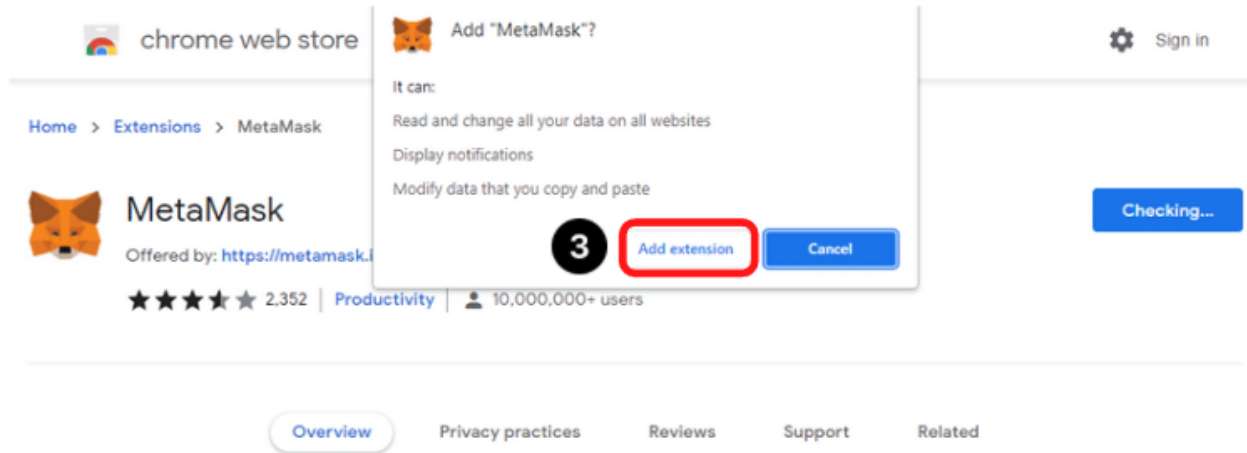 chrome web store
Add "MetaMask"?
Sign in
It can:
Read and change all your data on all websites
Display notifications
Modify data that you copy and paste
Home > Extensions > MetaMask
MetaMask
Checking...
3
Add extension
Cancel
Offered by: https://metamask.i
2,352 | Productivity | 10,000,000+ users
Overview
Privacy practices
Reviews
Support
Related